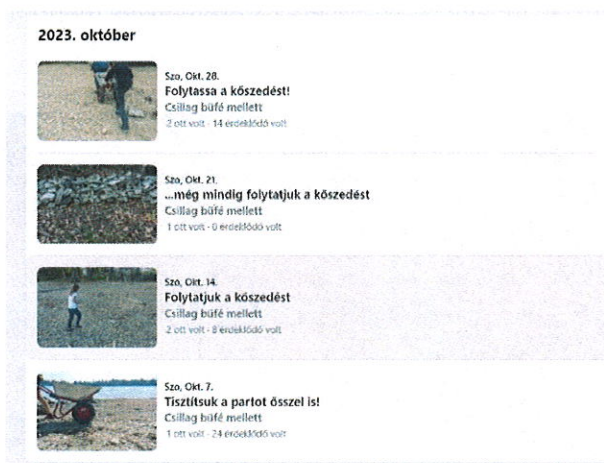 2023. október
Szo, Okt. 28.
Folytassa a kőszedést!
Csillag büfé mellett
2 ott volt · 14 érdeklődő volt
Szo, Okt. 21.
...még mindig folytatjuk a kőszedést
Csillag büfé mellett
1 ott volt · 0 érdeklődő volt
Szo, Okt. 14.
Folytatjuk a kőszedést
Csillag büfé mellett
2 ott volt · 8 érdeklődő volt
Szo, Okt. 7.
Tisztítsuk a partot ősszel is!
Csillag büfé mellett
1 ott volt · 24 érdeklődő volt